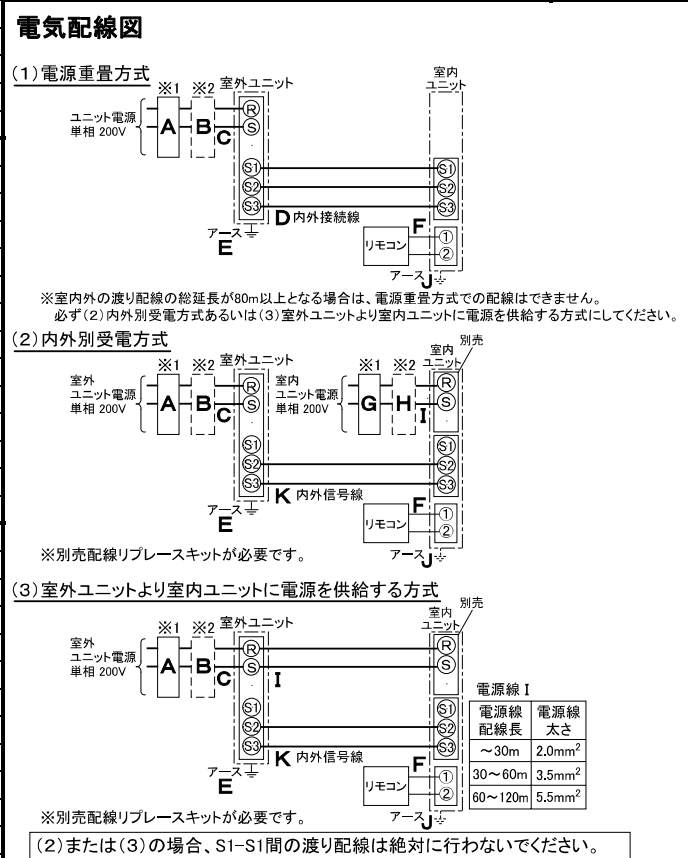 電気配線図
(1)電源重畳方式
※1 ※2 室外ユニット
室内
ユニット
ユニット電源
単相 200V
A B C
R
S
S1
S2
S3
S1
S2
S3
D 内外接続線
アース
E
リモコン
F
①
②
アース J
※室内外の渡り配線の総延長が80m以上となる場合は、電源重畳方式での配線はできません。
必ず(2)内外別受電方式あるいは(3)室外ユニットより室内ユニットに電源を供給する方式にしてください。
(2)内外別受電方式
※1 ※2 室外ユニット
※1 ※2
室内
ユニット
別売
室外
ユニット電源
単相 200V
A B C
R
S
室内
ユニット電源
単相 200V
G H I
R
S
S1
S2
S3
S1
S2
S3
K 内外信号線
アース
E
リモコン
F
①
②
アース J
※別売配線リプレースキットが必要です。
(3)室外ユニットより室内ユニットに電源を供給する方式
※1 ※2 室外ユニット
室内
ユニット
別売
室外
ユニット電源
単相 200V
A B C
R
S
I
R
S
S1
S2
S3
S1
S2
S3
K 内外信号線
アース
E
リモコン
F
①
②
アース J
電源線 I
電源線 電源線
配線長 太さ
~30m 2.0mm²
30~60m 3.5mm²
60~120m 5.5mm²
※別売配線リプレースキットが必要です。
(2)または(3)の場合、S1-S1間の渡り配線は絶対に行わないでください。